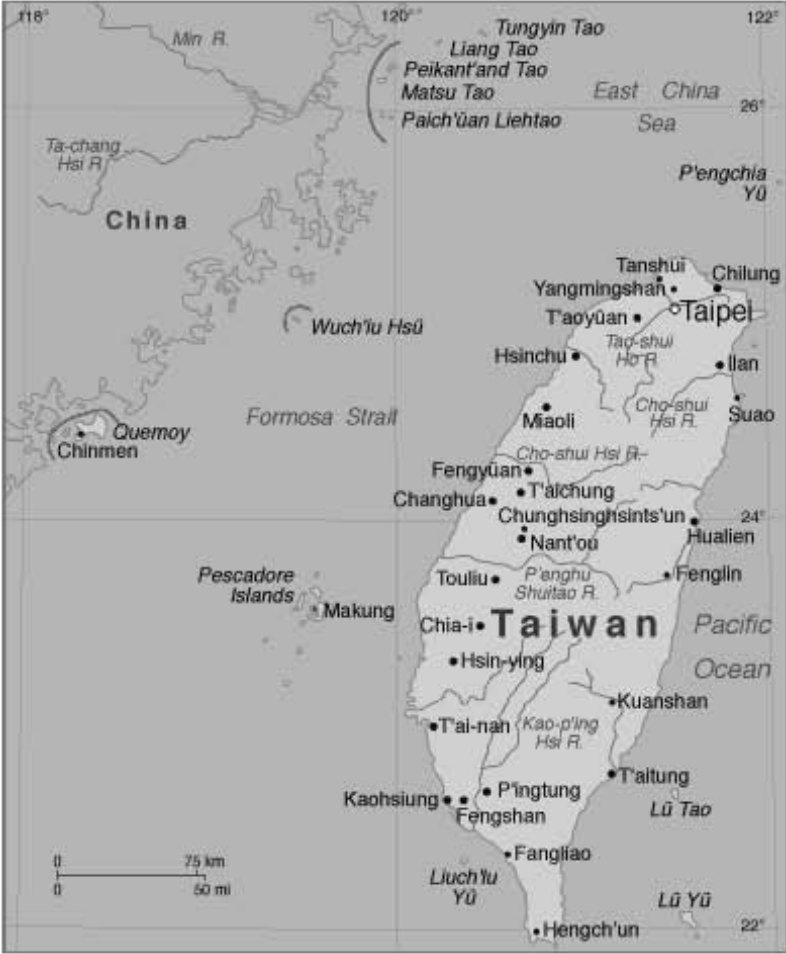 118°
120°
122°
Min R.
Tungyin Tao
Liang Tao
Peikant'and Tao
Matsu Tao
East China
Sea
26°
Paich'üan Liehtao
Ta-chang
Hsi R
P'engchia
Yü
China
Tanshui
Chilung
Yangmingshan
Taipei
T'aoyüan
Wuch'iu Hsü
Tao-shui
Ho R
Hsinchu
Ilan
Cho-shui
Hsi R.
Suao
Miaoli
Formosa Strait
Quemoy
Chinmen
Cho-shui Hsi R.
Fengyüan
T'aichung
Changhua
Chunghsinghsints'un
24°
Hualien
Nant'ou
Pescadore
Islands
Touliu
P'enghu
Shuitao R.
Fenglin
Makung
Chia-i
Taiwan
Pacific
Ocean
Hsin-ying
Kuanshan
T'ai-nan
Kao-p'ing
Hsi R.
T'aitung
P'ingtung
Kaohsiung
Fengshan
Lü Tao
Fangliao
0
75 km
0
50 mi
Liuch'iu
Yü
Lü Yü
22°
Hengch'un